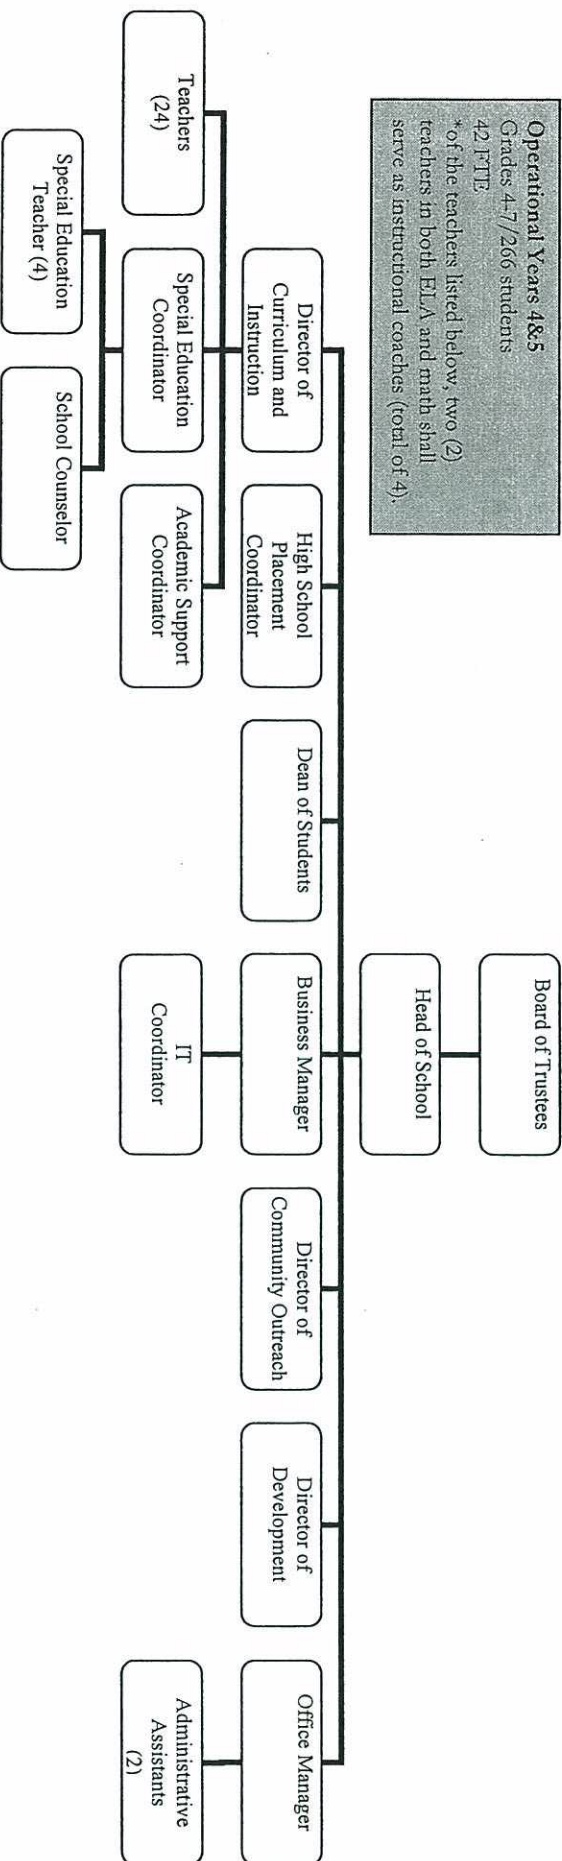 Operational Years 4&5
Grades 4-7/266 students
42 FTE
*of the teachers listed below, two (2)
teachers in both ELA and math shall
serve as instructional coaches (total of 4).
Board of Trustees
Head of School
Director of
Curriculum and
Instruction
High School
Placement
Coordinator
Dean of Students
Business Manager
Director of
Community Outreach
Director of
Development
Office Manager
Teachers
(24)
Special Education
Coordinator
Academic Support
Coordinator
IT
Coordinator
Administrative
Assistants
(2)
Special Education
Teacher (4)
School Counselor